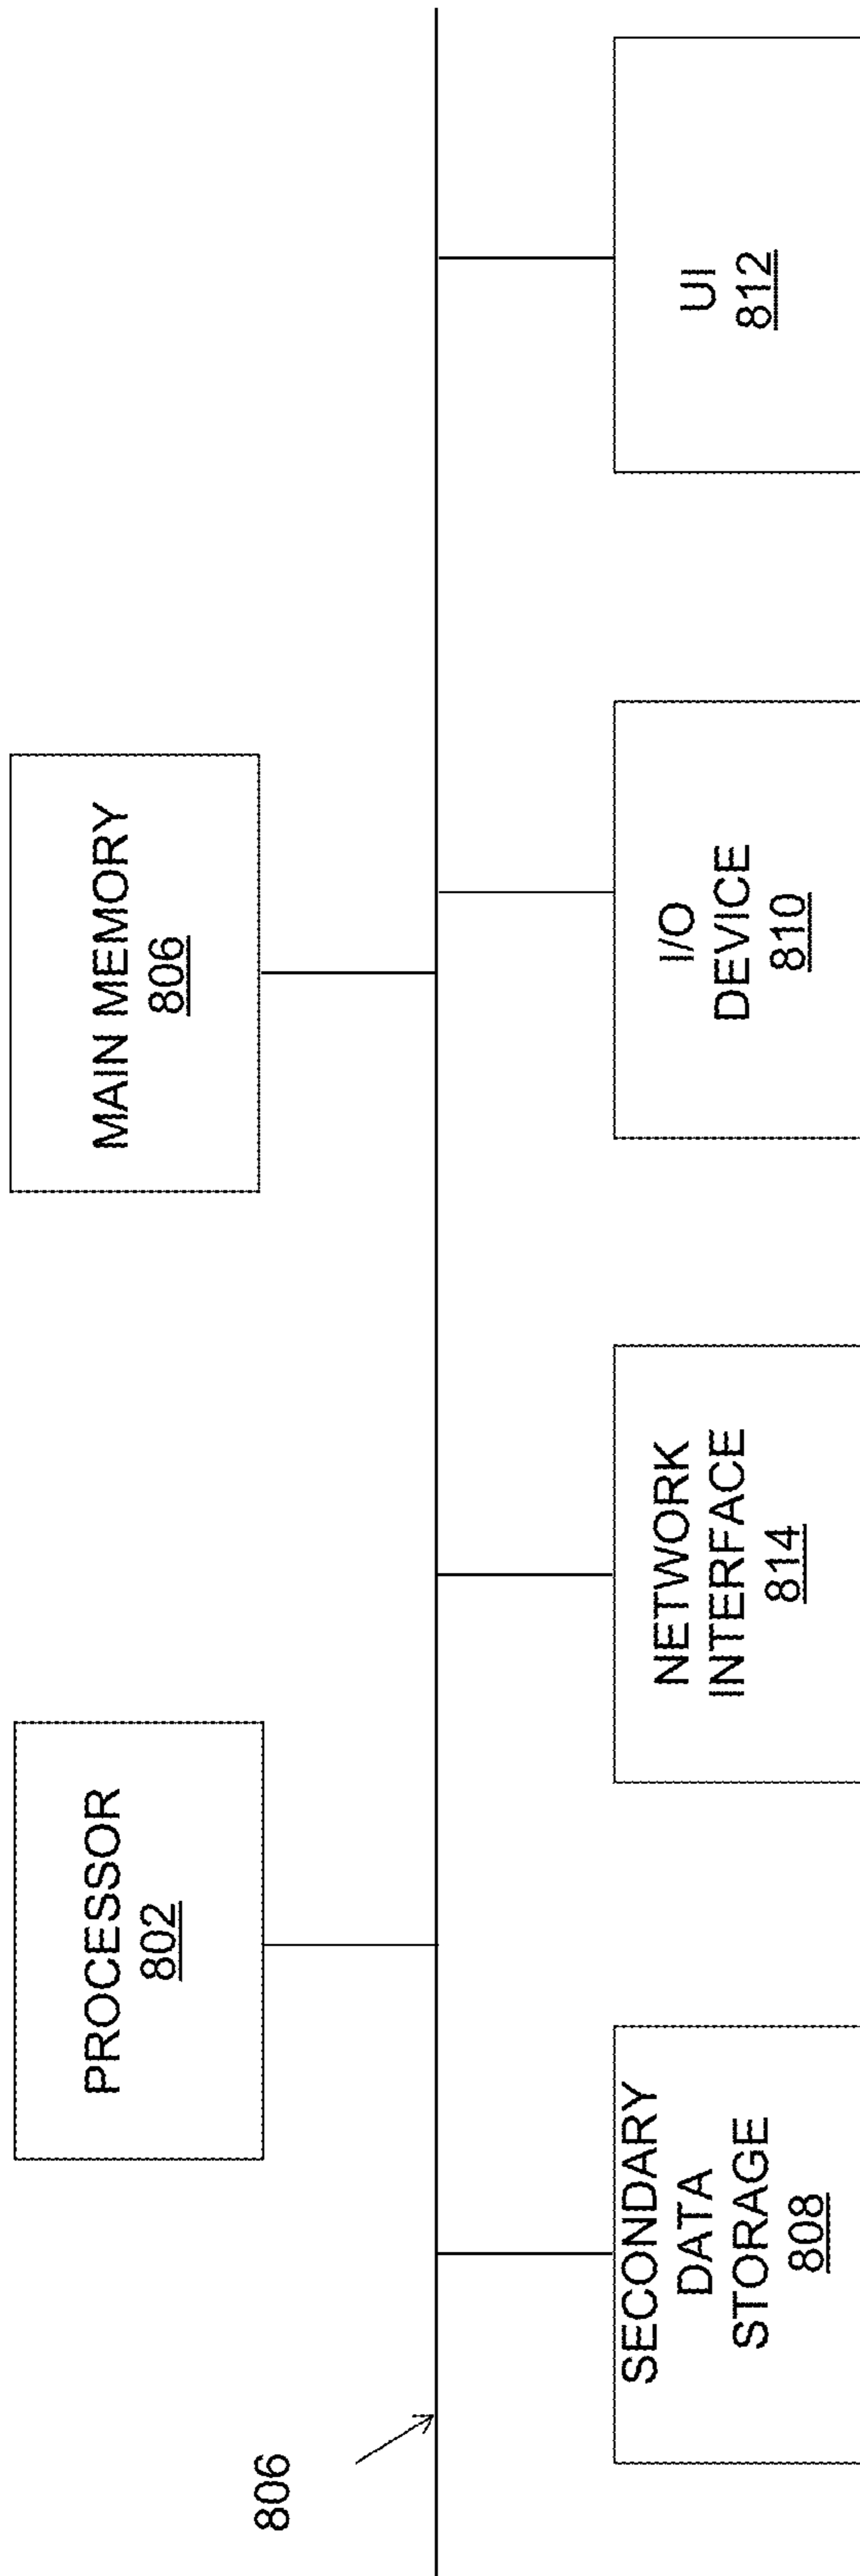 PROCESSOR
802
MAIN MEMORY
806
806
SECONDARY
DATA
STORAGE
808
NETWORK
INTERFACE
814
I/O
DEVICE
810
UI
812